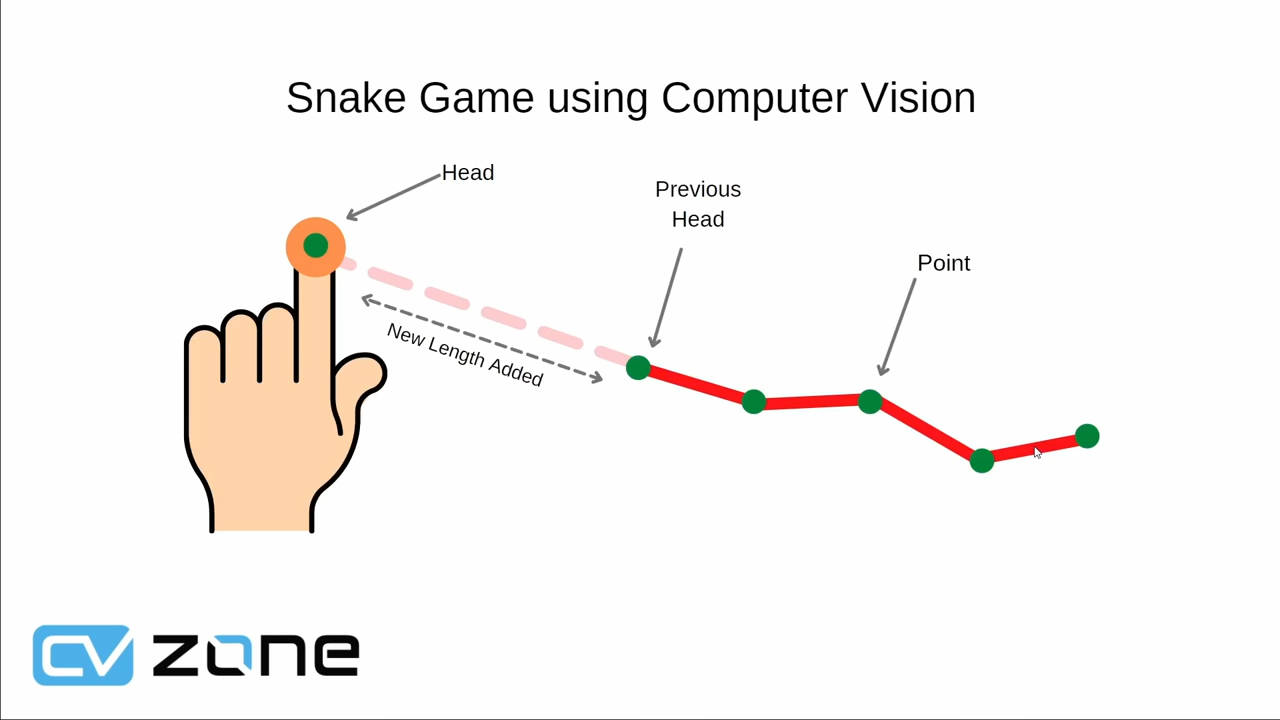 Snake Game using Computer Vision
Head
Previous
Head
Point
New Length Added
CV zone